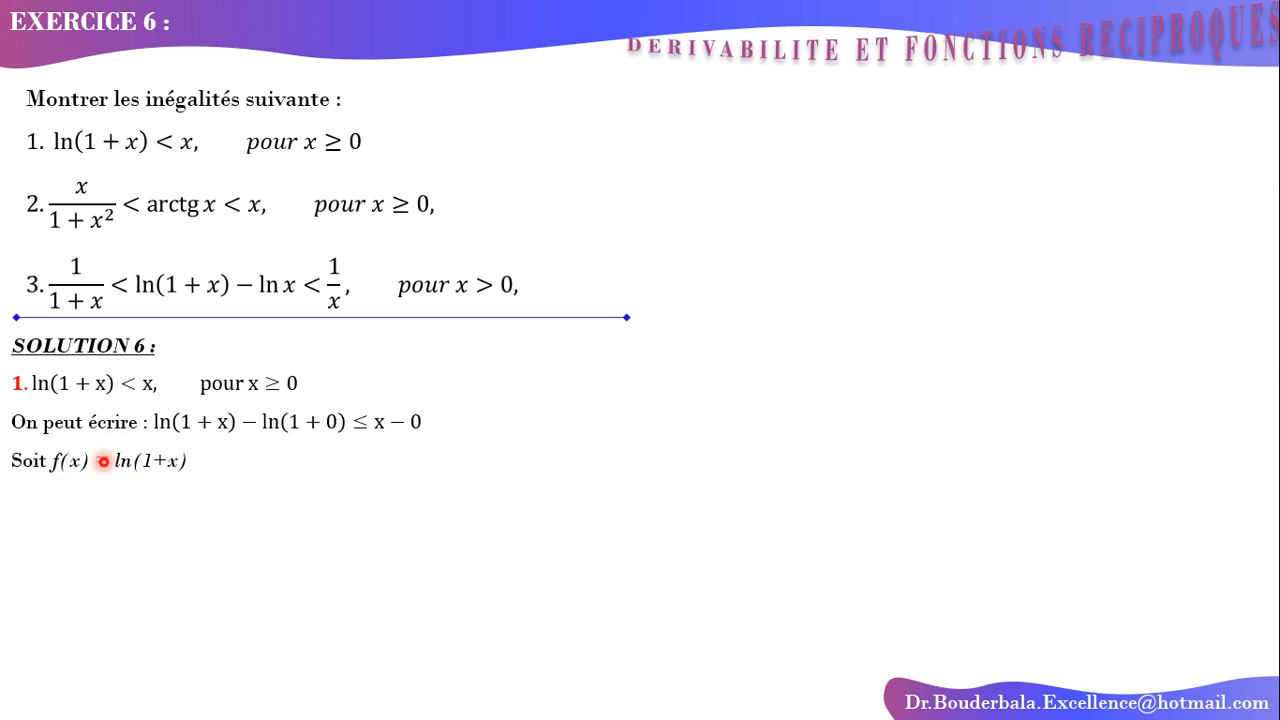 EXERCICE 6 :
DERIVABILITE ET FONCTIONS RECIPROQUES
Montrer les inégalités suivante :
1. ln(1 + x) < x, pour x ≥ 0
2. x/(1 + x²) < arctg x < x, pour x ≥ 0,
3. 1/(1 + x) < ln(1 + x) − ln x < 1/x, pour x > 0,
SOLUTION 6 :
1. ln(1 + x) < x, pour x ≥ 0
On peut écrire : ln(1 + x) − ln(1 + 0) ≤ x − 0
Soit f(x) = ln(1+x)
Dr.Bouderbala.Excellence@hotmail.com